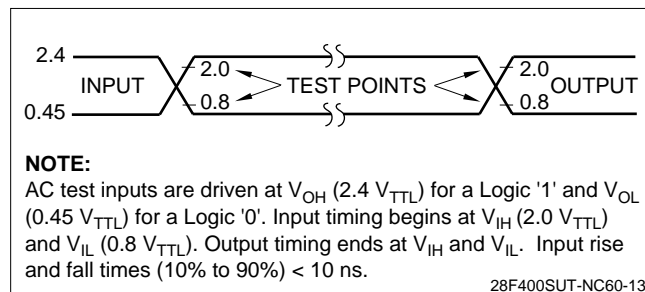 2.4
INPUT
0.45
2.0
0.8
TEST POINTS
2.0
0.8
OUTPUT
NOTE:
AC test inputs are driven at VOH (2.4 VTTL) for a Logic '1' and VOL
(0.45 VTTL) for a Logic '0'. Input timing begins at VIH (2.0 VTTL)
and VIL (0.8 VTTL). Output timing ends at VIH and VIL. Input rise
and fall times (10% to 90%) < 10 ns.
28F400SUT-NC60-13